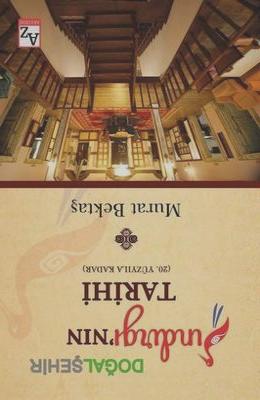 DOĞALŞEHİR
Sındırgı'NIN
TARİHİ
(20. YÜZYILA KADAR)
Murat Bektaş
AZ